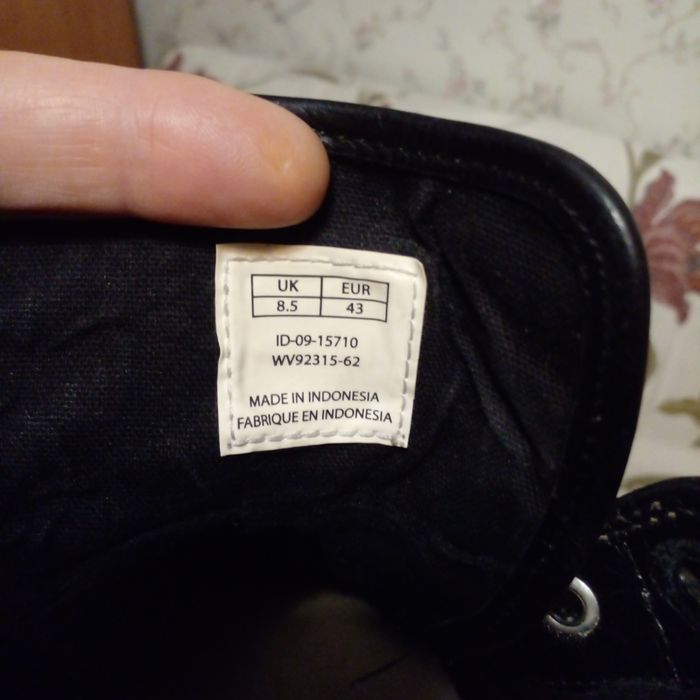 UK EUR
8.5 43
ID-09-15710
WV92315-62
MADE IN INDONESIA
FABRIQUE EN INDONESIA